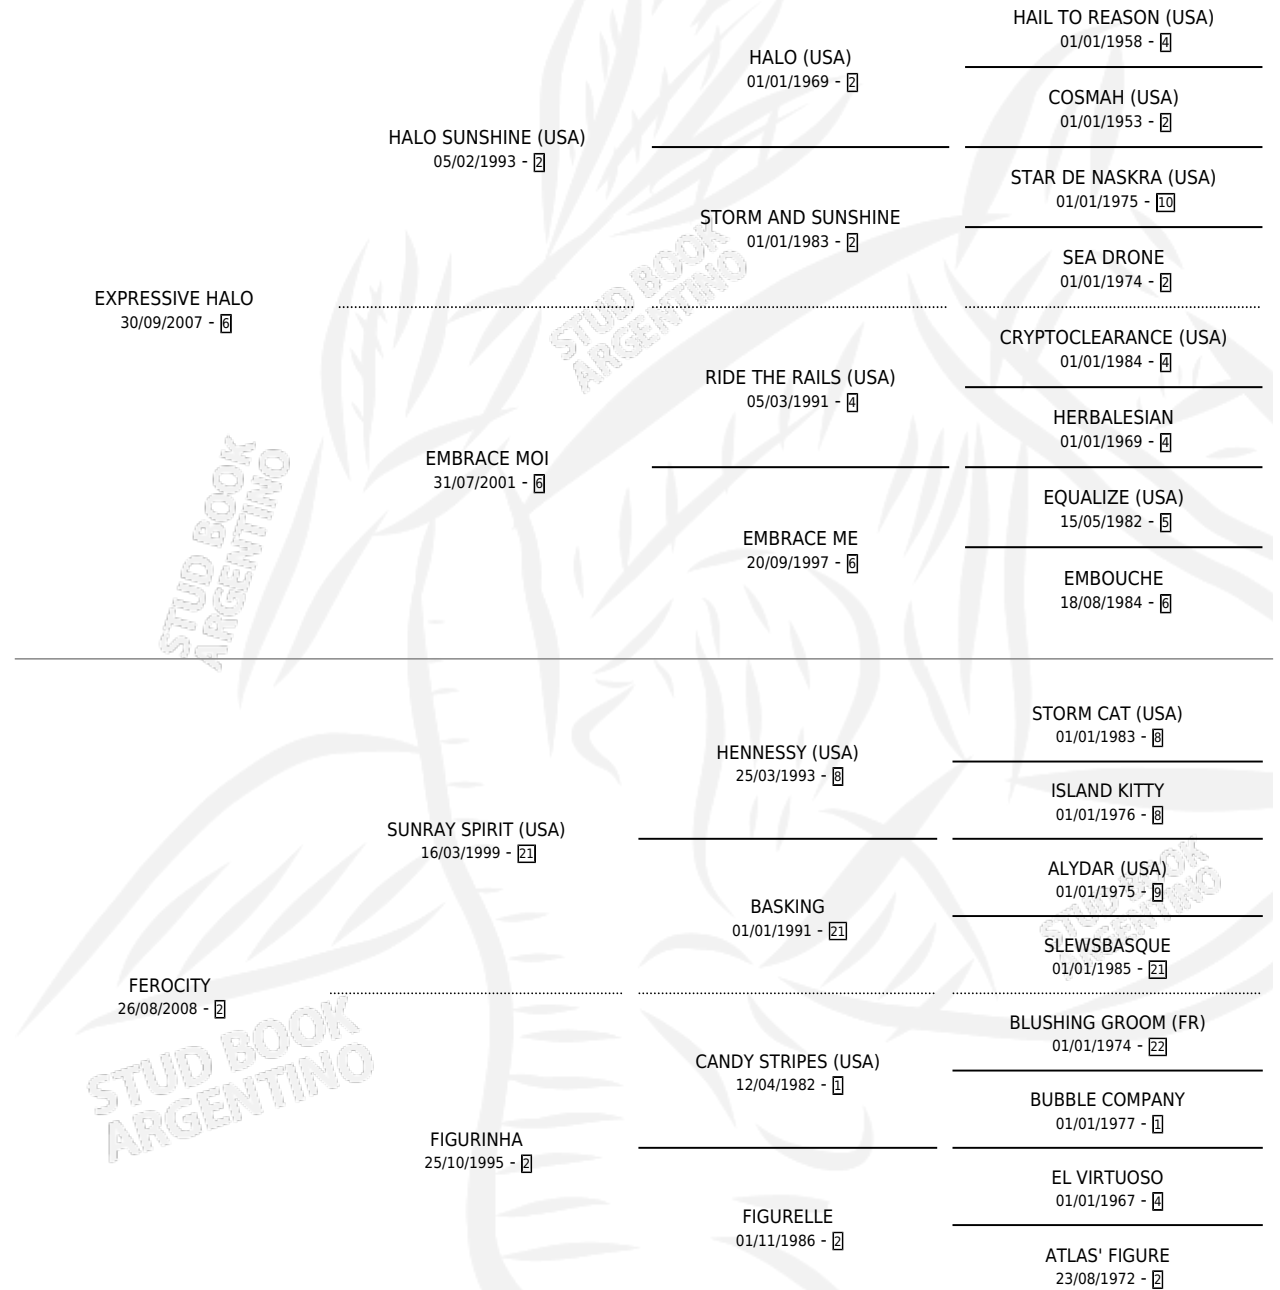 HAIL TO REASON (USA)
01/01/1958 - 4
HALO (USA)
01/01/1969 - 2
COSMAH (USA)
01/01/1953 - 2
HALO SUNSHINE (USA)
05/02/1993 - 2
STAR DE NASKRA (USA)
01/01/1975 - 10
STORM AND SUNSHINE
01/01/1983 - 2
SEA DRONE
01/01/1974 - 2
EXPRESSIVE HALO
30/09/2007 - 6
CRYPTOCLEARANCE (USA)
01/01/1984 - 4
RIDE THE RAILS (USA)
05/03/1991 - 4
HERBALESIAN
01/01/1969 - 4
EMBRACE MOI
31/07/2001 - 6
EQUALIZE (USA)
15/05/1982 - 5
EMBRACE ME
20/09/1997 - 6
EMBOUCHE
18/08/1984 - 6
STUD BOOK
ARGENTINO
STUD BOOK
ARGENTINO
STORM CAT (USA)
01/01/1983 - 8
HENNESSY (USA)
25/03/1993 - 8
ISLAND KITTY
01/01/1976 - 8
SUNRAY SPIRIT (USA)
16/03/1999 - 21
ALYDAR (USA)
01/01/1975 - 9
BASKING
01/01/1991 - 21
SLEWSBASQUE
01/01/1985 - 21
FEROCITY
26/08/2008 - 2
BLUSHING GROOM (FR)
01/01/1974 - 22
CANDY STRIPES (USA)
12/04/1982 - 1
BUBBLE COMPANY
01/01/1977 - 1
FIGURINHA
25/10/1995 - 2
EL VIRTUOSO
01/01/1967 - 4
FIGURELLE
01/11/1986 - 2
ATLAS' FIGURE
23/08/1972 - 2
STUD BOOK
ARGENTINO
STUD BOOK
ARGENTINO